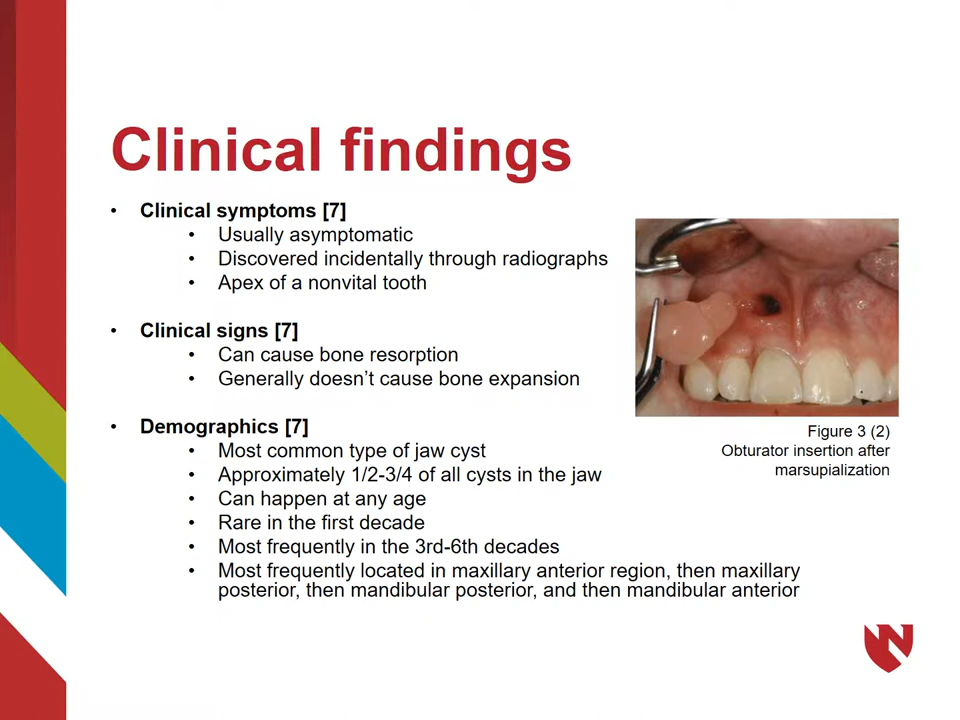 Clinical findings
• Clinical symptoms [7]
• Usually asymptomatic
• Discovered incidentally through radiographs
• Apex of a nonvital tooth
• Clinical signs [7]
• Can cause bone resorption
• Generally doesn’t cause bone expansion
• Demographics [7]
• Most common type of jaw cyst
• Approximately 1/2-3/4 of all cysts in the jaw
• Can happen at any age
• Rare in the first decade
• Most frequently in the 3rd-6th decades
• Most frequently located in maxillary anterior region, then maxillary
posterior, then mandibular posterior, and then mandibular anterior
Figure 3 (2)
Obturator insertion after
marsupialization
N